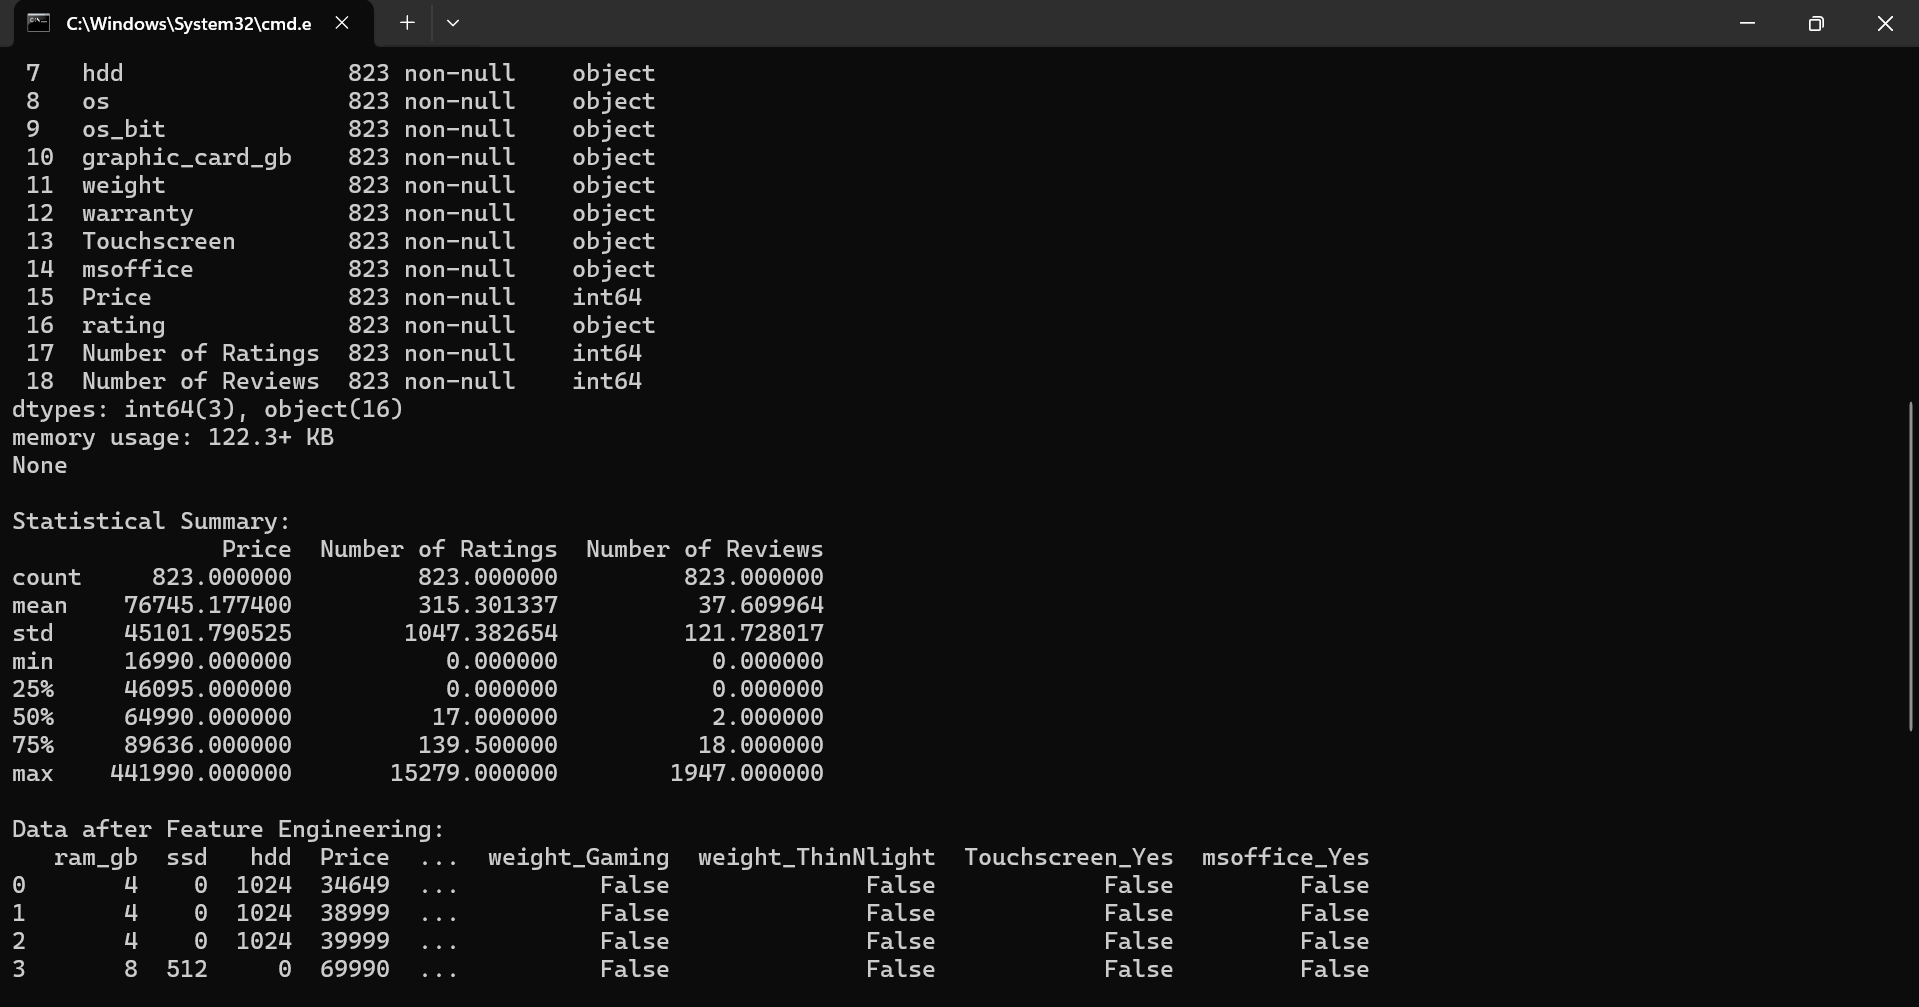 C:\Windows\System32\cmd.e
7 hdd 823 non-null object
8 os 823 non-null object
9 os_bit 823 non-null object
10 graphic_card_gb 823 non-null object
11 weight 823 non-null object
12 warranty 823 non-null object
13 Touchscreen 823 non-null object
14 msoffice 823 non-null object
15 Price 823 non-null int64
16 rating 823 non-null object
17 Number of Ratings 823 non-null int64
18 Number of Reviews 823 non-null int64
dtypes: int64(3), object(16)
memory usage: 122.3+ KB
None
Statistical Summary:
Price Number of Ratings Number of Reviews
count 823.000000 823.000000 823.000000
mean 76745.177400 315.301337 37.609964
std 45101.790525 1047.382654 121.728017
min 16990.000000 0.000000 0.000000
25% 46095.000000 0.000000 0.000000
50% 64990.000000 17.000000 2.000000
75% 89636.000000 139.500000 18.000000
max 441990.000000 15279.000000 1947.000000
Data after Feature Engineering:
ram_gb ssd hdd Price ... weight_Gaming weight_ThinNlight Touchscreen_Yes msoffice_Yes
0 4 0 1024 34649 ... False False False False
1 4 0 1024 38999 ... False False False False
2 4 0 1024 39999 ... False False False False
3 8 512 0 69990 ... False False False False